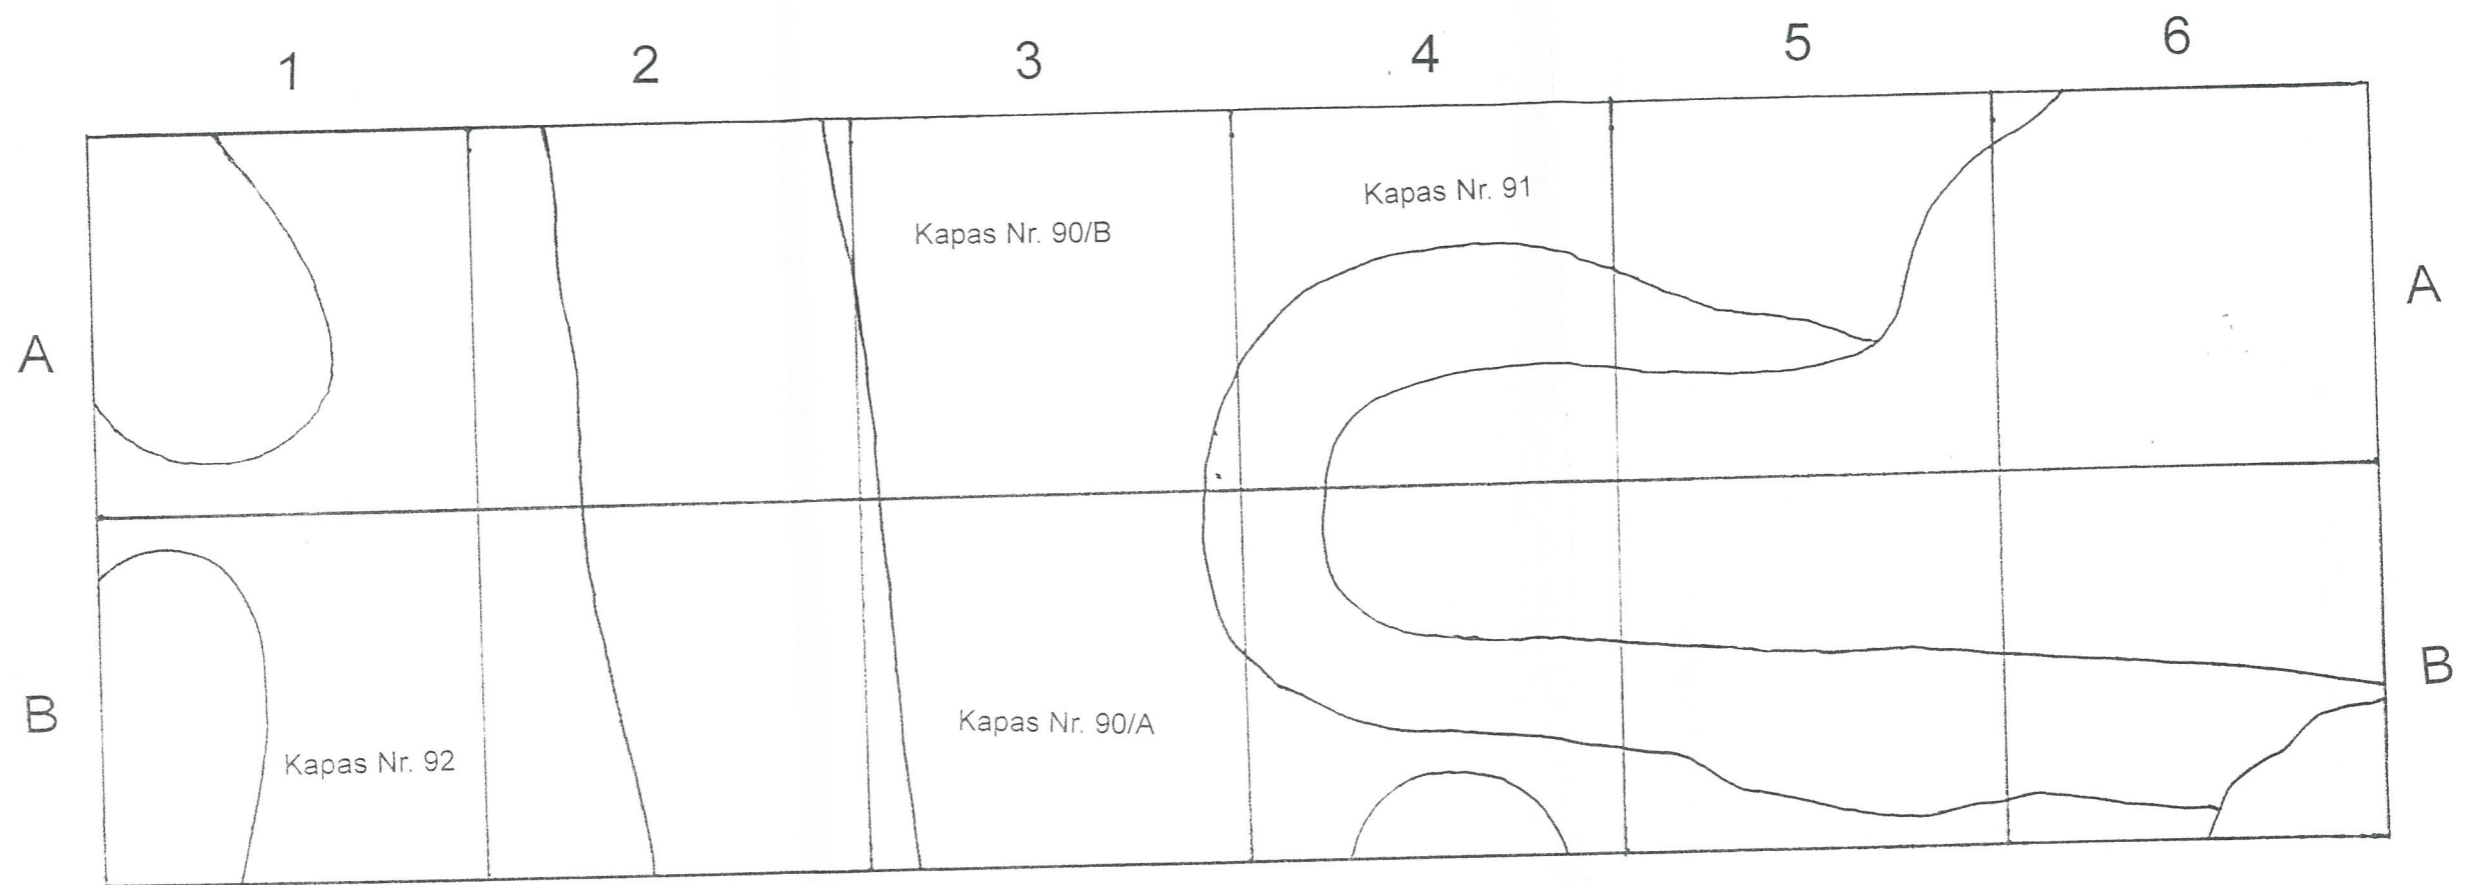 1 2 3 4 5 6
Kapas Nr. 91
Kapas Nr. 90/B
A A
B B
Kapas Nr. 90/A
Kapas Nr. 92